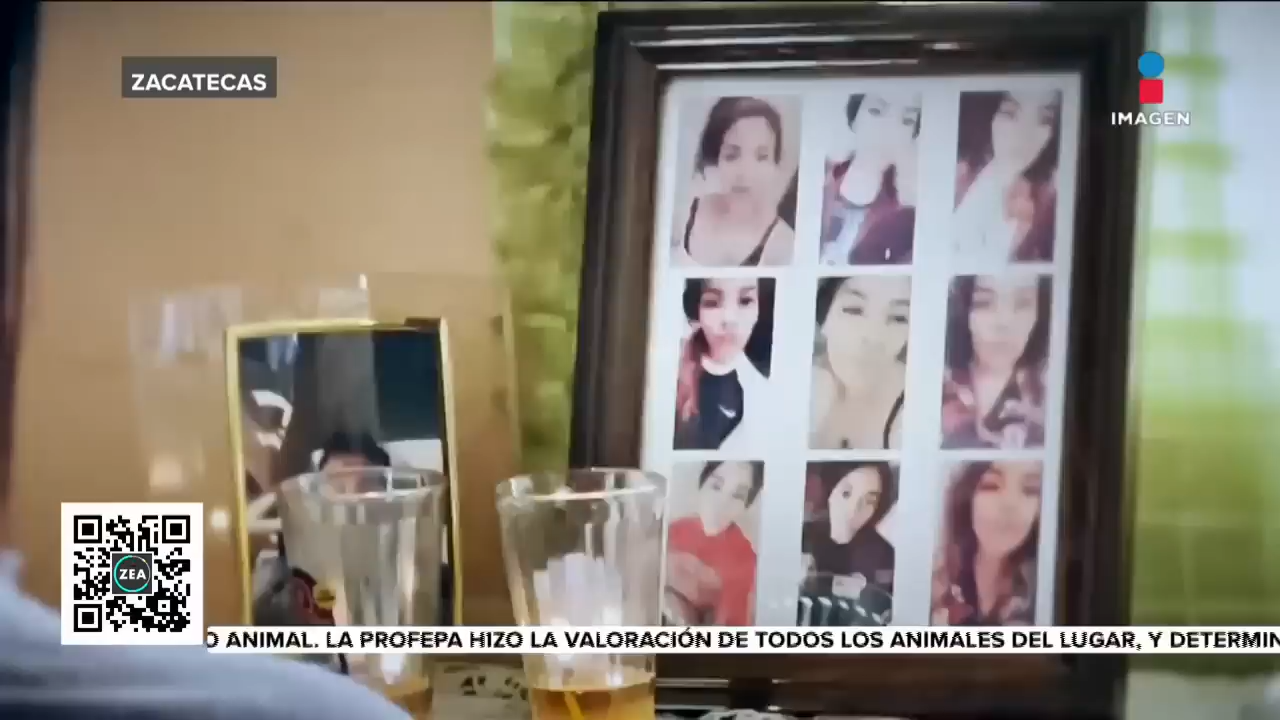 ZACATECAS
IMAGEN
ZEA
O ANIMAL. LA PROFEPA HIZO LA VALORACIÓN DE TODOS LOS ANIMALES DEL LUGAR, Y DETERMIN